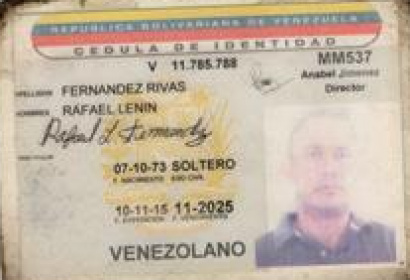 REPUBLICA BOLIVARIANA DE VENEZUELA
CEDULA DE IDENTIDAD
V 11.785.788
MM537
Anabel Jimenez
Director
APELLIDOS FERNANDEZ RIVAS
NOMBRES RAFAEL LENIN
Rafael L Fernandez
07-10-73 SOLTERO
F. NACIMIENTO EDO CIVIL
10-11-15 11-2025
F. EXPEDICION F. VENCIMIENTO
VENEZOLANO